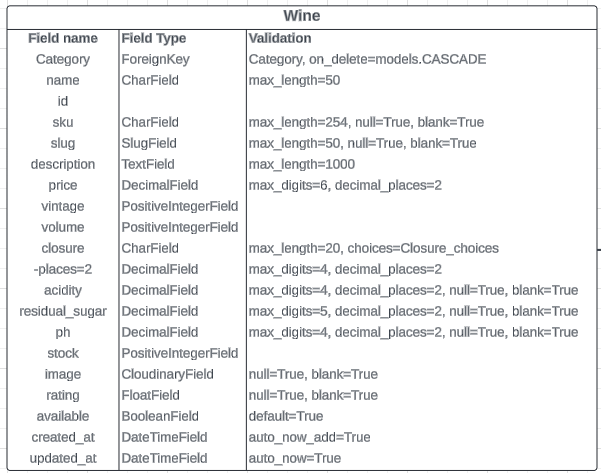 Wine
Field name Field Type Validation
Category ForeignKey Category, on_delete=models.CASCADE
name CharField max_length=50
id
sku CharField max_length=254, null=True, blank=True
slug SlugField max_length=50, null=True, blank=True
description TextField max_length=1000
price DecimalField max_digits=6, decimal_places=2
vintage PositiveIntegerField
volume PositiveIntegerField
closure CharField max_length=20, choices=Closure_choices
-places=2 DecimalField max_digits=4, decimal_places=2
acidity DecimalField max_digits=4, decimal_places=2, null=True, blank=True
residual_sugar DecimalField max_digits=5, decimal_places=2, null=True, blank=True
ph DecimalField max_digits=4, decimal_places=2, null=True, blank=True
stock PositiveIntegerField
image CloudinaryField null=True, blank=True
rating FloatField null=True, blank=True
available BooleanField default=True
created_at DateTimeField auto_now_add=True
updated_at DateTimeField auto_now=True